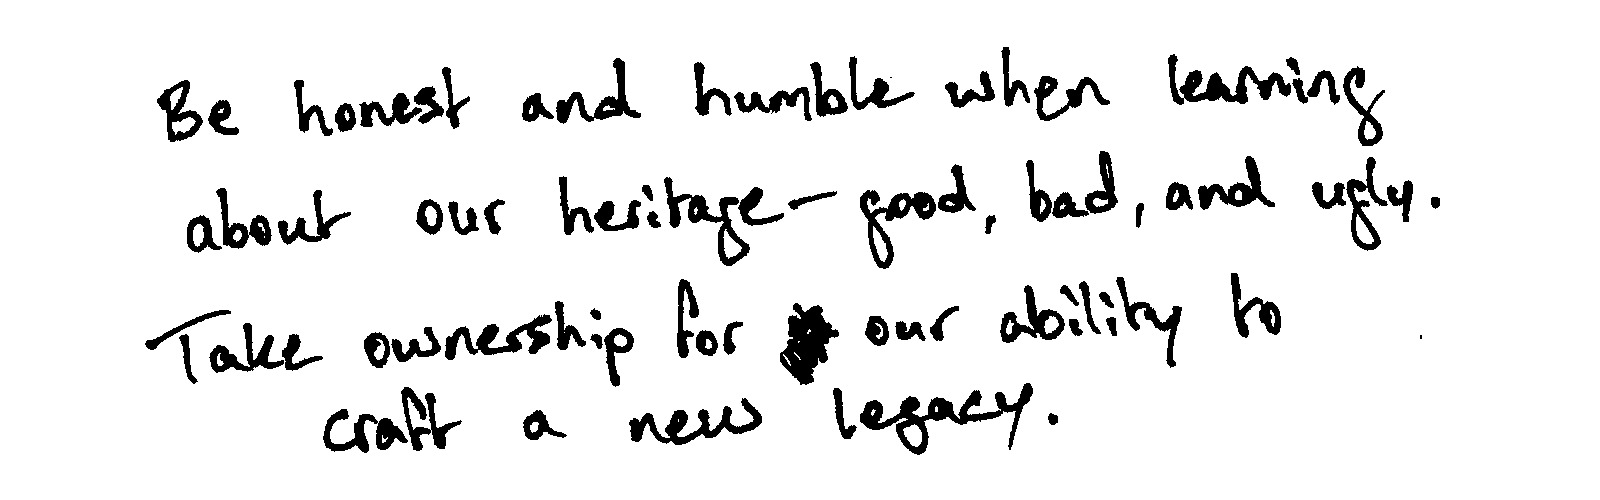 Be honest and humble when learning
about our heritage - good, bad, and ugly.
Take ownership for our ability to
craft a new legacy.